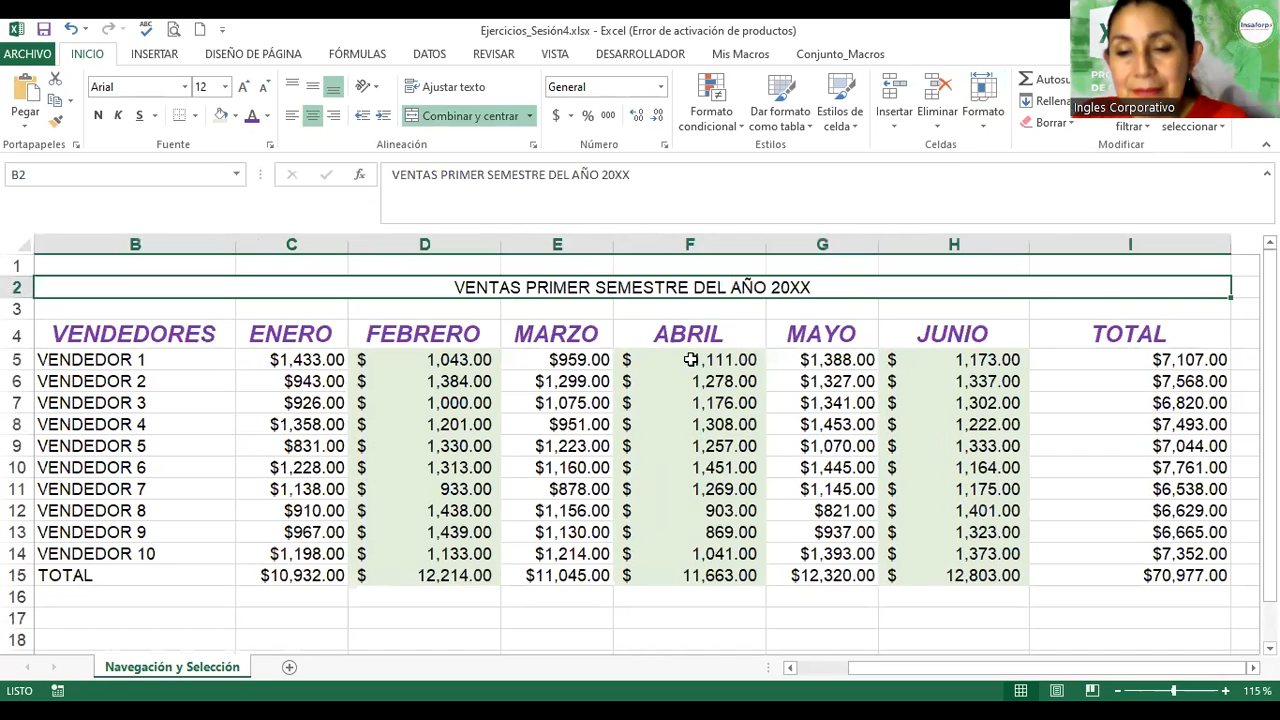 Ejercicios_Sesión4.xlsx - Excel (Error de activación de productos)
ARCHIVO INICIO INSERTAR DISEÑO DE PÁGINA FÓRMULAS DATOS REVISAR VISTA DESARROLLADOR Mis Macros Conjunto_Macros
Insaforp
Ingles Corporativo
Pegar
Arial 12
N K S
Ajustar texto
Combinar y centrar
General
$ % 000
Formato condicional
Dar formato como tabla
Estilos de celda
Insertar
Eliminar
Formato
Rellena
Borrar
filtrar
seleccionar
Portapapeles Fuente Alineación Número Estilos Celdas Modificar
B2 fx VENTAS PRIMER SEMESTRE DEL AÑO 20XX
B C D E F G H I
1
2 VENTAS PRIMER SEMESTRE DEL AÑO 20XX
3
4 VENDEDORES ENERO FEBRERO MARZO ABRIL MAYO JUNIO TOTAL
5 VENDEDOR 1 $1,433.00 $ 1,043.00 $959.00 $ 1,111.00 $1,388.00 $ 1,173.00 $7,107.00
6 VENDEDOR 2 $943.00 $ 1,384.00 $1,299.00 $ 1,278.00 $1,327.00 $ 1,337.00 $7,568.00
7 VENDEDOR 3 $926.00 $ 1,000.00 $1,075.00 $ 1,176.00 $1,341.00 $ 1,302.00 $6,820.00
8 VENDEDOR 4 $1,358.00 $ 1,201.00 $951.00 $ 1,308.00 $1,453.00 $ 1,222.00 $7,493.00
9 VENDEDOR 5 $831.00 $ 1,330.00 $1,223.00 $ 1,257.00 $1,070.00 $ 1,333.00 $7,044.00
10 VENDEDOR 6 $1,228.00 $ 1,313.00 $1,160.00 $ 1,451.00 $1,445.00 $ 1,164.00 $7,761.00
11 VENDEDOR 7 $1,138.00 $ 933.00 $878.00 $ 1,269.00 $1,145.00 $ 1,175.00 $6,538.00
12 VENDEDOR 8 $910.00 $ 1,438.00 $1,156.00 $ 903.00 $821.00 $ 1,401.00 $6,629.00
13 VENDEDOR 9 $967.00 $ 1,439.00 $1,130.00 $ 869.00 $937.00 $ 1,323.00 $6,665.00
14 VENDEDOR 10 $1,198.00 $ 1,133.00 $1,214.00 $ 1,041.00 $1,393.00 $ 1,373.00 $7,352.00
15 TOTAL $10,932.00 $ 12,214.00 $11,045.00 $ 11,663.00 $12,320.00 $ 12,803.00 $70,977.00
16
17
18
Navegación y Selección
LISTO 115 %